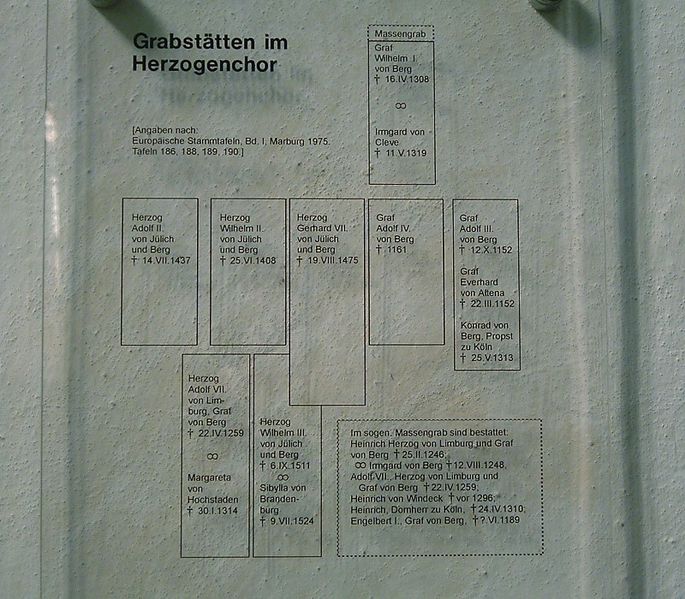 Grabstätten im
Herzogenchor
[Angaben nach:
Europäische Stammtafeln, Bd. I, Marburg 1975.
Tafeln 186, 188, 189, 190.]
Massengrab
Graf
Wilhelm I.
von Berg
† 16.IV.1308
⚭
Irmgard von
Cleve
† 11.V.1319
Herzog
Adolf II.
von Jülich
und Berg
† 14.VII.1437
Herzog
Wilhelm II.
von Jülich
und Berg
† 25.VI.1408
Herzog
Gerhard VII.
von Jülich
und Berg
† 19.VIII.1475
Graf
Adolf IV.
von Berg
† .1161
Graf
Adolf III.
von Berg
† 12.X.1152
Graf
Everhard
von Altena
† 22.III.1152
Konrad von
Berg, Propst
zu Köln
† 25.V.1313
Herzog
Adolf VII.
von Lim-
burg, Graf
von Berg
† 22.IV.1259
⚭
Margareta
von
Hochstaden
† 30.I.1314
Herzog
Wilhelm III.
von Jülich
und Berg
† 6.IX.1511
⚭
Sibylla von
Branden-
burg
† 9.VII.1524
Im sogen. Massengrab sind bestattet:
Heinrich Herzog von Limburg und Graf
von Berg † 25.II.1246;
⚭ Irmgard von Berg † 12.VIII.1248,
Adolf VII., Herzog von Limburg und
Graf von Berg † 22.IV.1259;
Heinrich von Windeck † vor 1296;
Heinrich, Domherr zu Köln, † 24.IV.1310;
Engelbert I., Graf von Berg, † ?.VI.1189